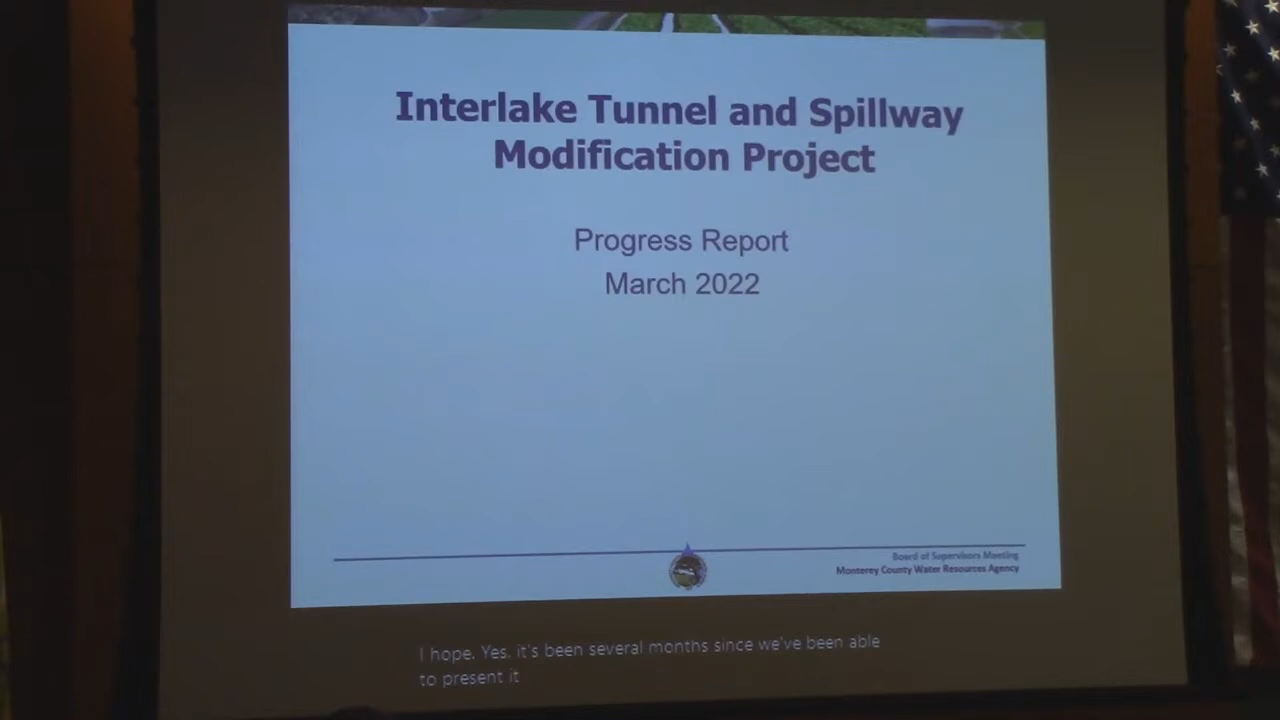 Interlake Tunnel and Spillway
Modification Project
Progress Report
March 2022
Board of Supervisors Meeting
Monterey County Water Resources Agency
I hope. Yes, it's been several months since we've been able
to present it